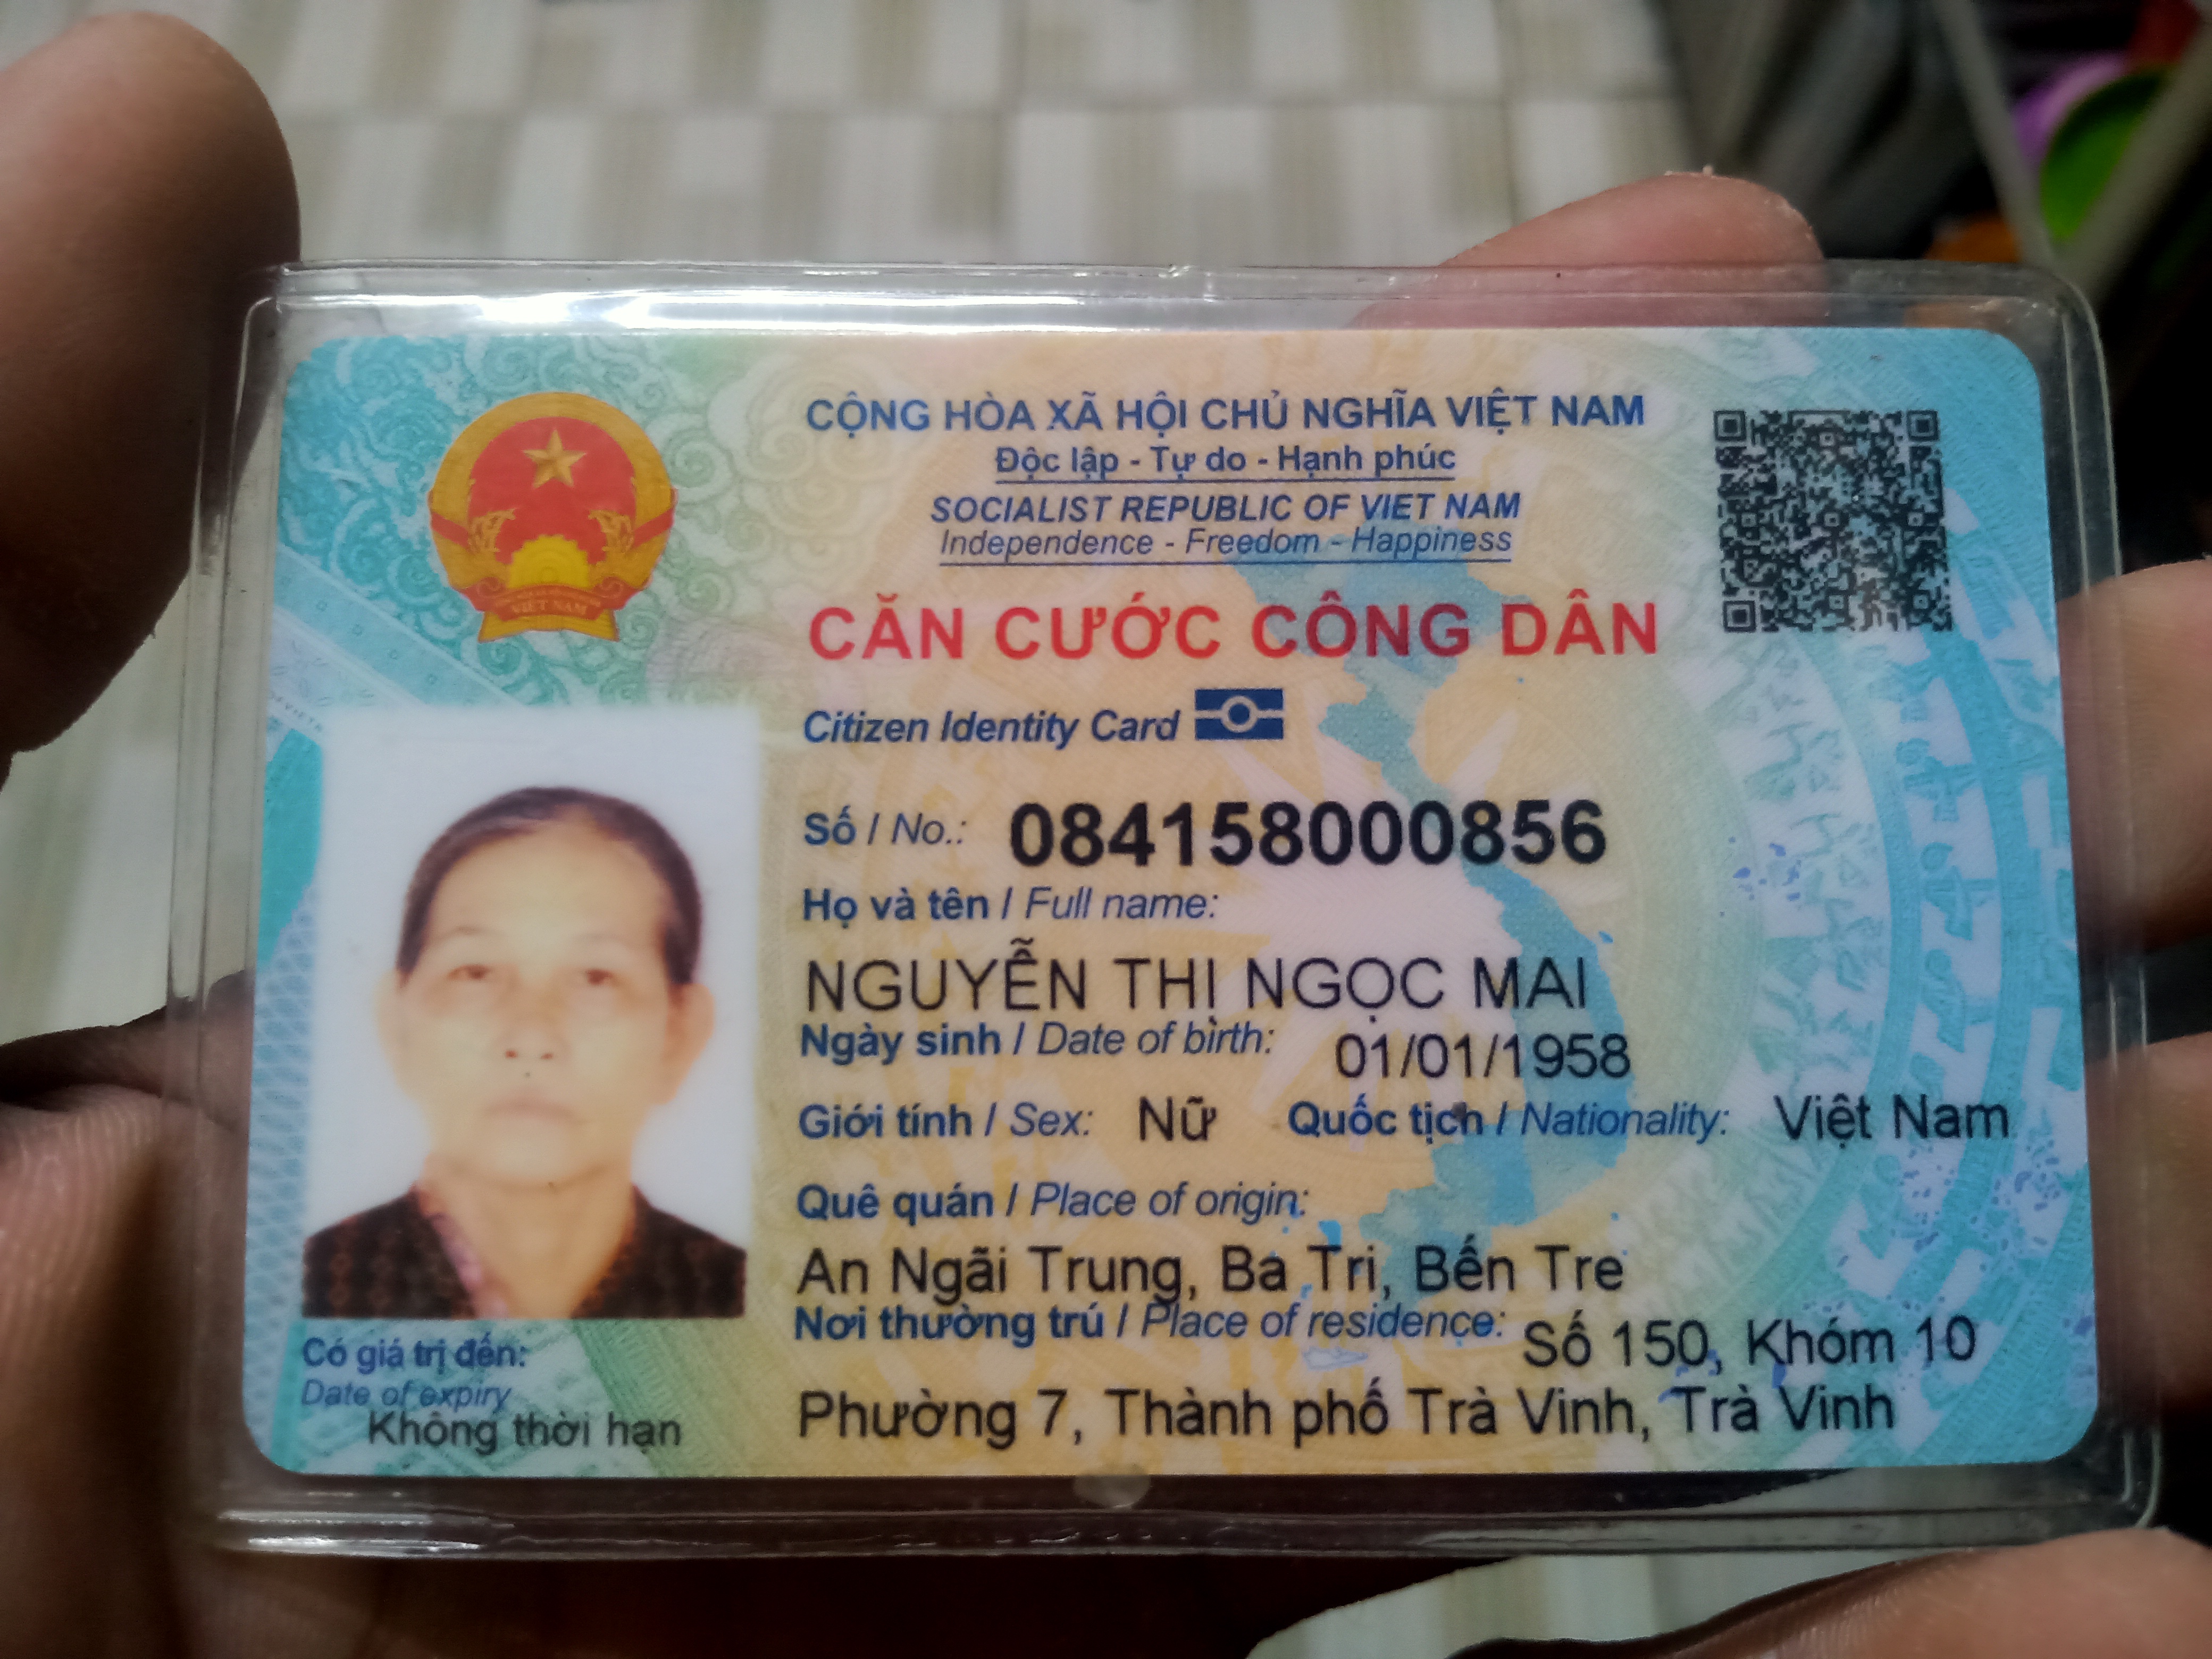 CỘNG HÒA XÃ HỘI CHỦ NGHĨA VIỆT NAM
Độc lập - Tự do - Hạnh phúc
SOCIALIST REPUBLIC OF VIET NAM
Independence - Freedom - Happiness
CĂN CƯỚC CÔNG DÂN
Citizen Identity Card
VIỆT NAM
Số / No.: 084158000856
Họ và tên / Full name:
NGUYỄN THỊ NGỌC MAI
Ngày sinh / Date of birth: 01/01/1958
Giới tính / Sex: Nữ Quốc tịch / Nationality: Việt Nam
Quê quán / Place of origin:
An Ngãi Trung, Ba Tri, Bến Tre
Nơi thường trú / Place of residence: Số 150, Khóm 10
Phường 7, Thành phố Trà Vinh, Trà Vinh
Có giá trị đến:
Date of expiry
Không thời hạn